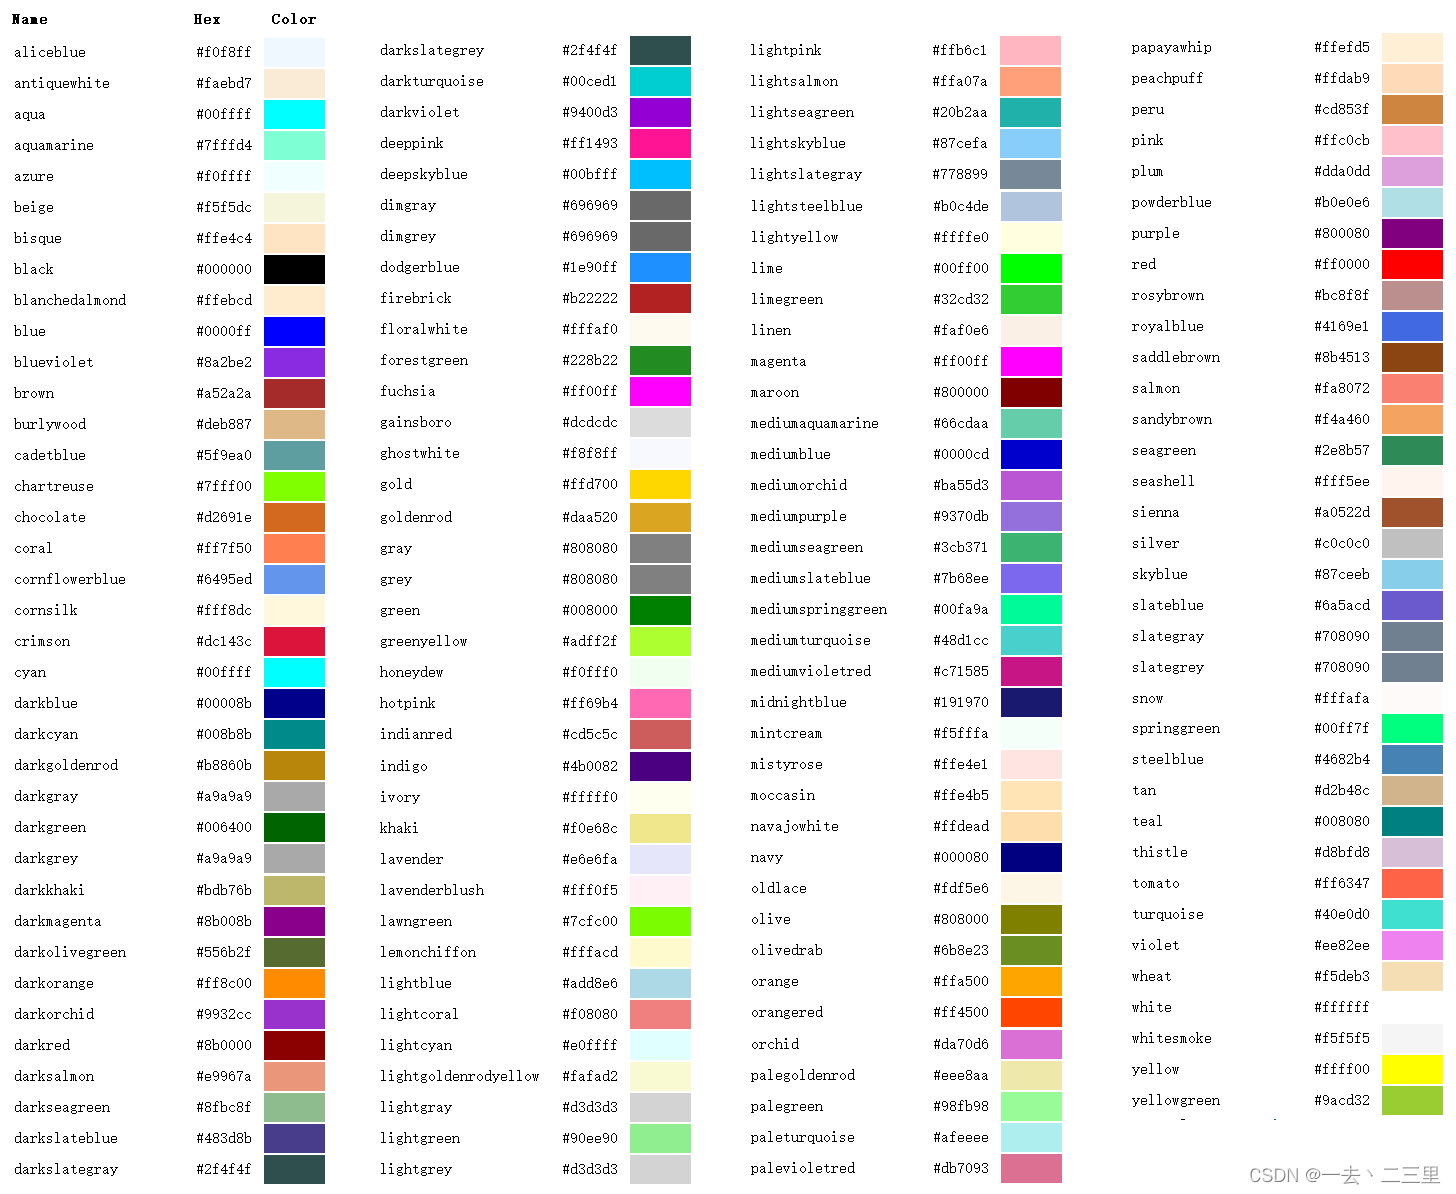 Name Hex Color
aliceblue #f0f8ff
antiquewhite #faebd7
aqua #00ffff
aquamarine #7fffd4
azure #f0ffff
beige #f5f5dc
bisque #ffe4c4
black #000000
blanchedalmond #ffebcd
blue #0000ff
blueviolet #8a2be2
brown #a52a2a
burlywood #deb887
cadetblue #5f9ea0
chartreuse #7fff00
chocolate #d2691e
coral #ff7f50
cornflowerblue #6495ed
cornsilk #fff8dc
crimson #dc143c
cyan #00ffff
darkblue #00008b
darkcyan #008b8b
darkgoldenrod #b8860b
darkgray #a9a9a9
darkgreen #006400
darkgrey #a9a9a9
darkkhaki #bdb76b
darkmagenta #8b008b
darkolivegreen #556b2f
darkorange #ff8c00
darkorchid #9932cc
darkred #8b0000
darksalmon #e9967a
darkseagreen #8fbc8f
darkslateblue #483d8b
darkslategray #2f4f4f
darkslategrey #2f4f4f
darkturquoise #00ced1
darkviolet #9400d3
deeppink #ff1493
deepskyblue #00bfff
dimgray #696969
dimgrey #696969
dodgerblue #1e90ff
firebrick #b22222
floralwhite #fffaf0
forestgreen #228b22
fuchsia #ff00ff
gainsboro #dcdcdc
ghostwhite #f8f8ff
gold #ffd700
goldenrod #daa520
gray #808080
grey #808080
green #008000
greenyellow #adff2f
honeydew #f0fff0
hotpink #ff69b4
indianred #cd5c5c
indigo #4b0082
ivory #fffff0
khaki #f0e68c
lavender #e6e6fa
lavenderblush #fff0f5
lawngreen #7cfc00
lemonchiffon #fffacd
lightblue #add8e6
lightcoral #f08080
lightcyan #e0ffff
lightgoldenrodyellow #fafad2
lightgray #d3d3d3
lightgreen #90ee90
lightgrey #d3d3d3
lightpink #ffb6c1
lightsalmon #ffa07a
lightseagreen #20b2aa
lightskyblue #87cefa
lightslategray #778899
lightsteelblue #b0c4de
lightyellow #ffffe0
lime #00ff00
limegreen #32cd32
linen #faf0e6
magenta #ff00ff
maroon #800000
mediumaquamarine #66cdaa
mediumblue #0000cd
mediumorchid #ba55d3
mediumpurple #9370db
mediumseagreen #3cb371
mediumslateblue #7b68ee
mediumspringgreen #00fa9a
mediumturquoise #48d1cc
mediumvioletred #c71585
midnightblue #191970
mintcream #f5fffa
mistyrose #ffe4e1
moccasin #ffe4b5
navajowhite #ffdead
navy #000080
oldlace #fdf5e6
olive #808000
olivedrab #6b8e23
orange #ffa500
orangered #ff4500
orchid #da70d6
palegoldenrod #eee8aa
palegreen #98fb98
paleturquoise #afeeee
palevioletred #db7093
papayawhip #ffefd5
peachpuff #ffdab9
peru #cd853f
pink #ffc0cb
plum #dda0dd
powderblue #b0e0e6
purple #800080
red #ff0000
rosybrown #bc8f8f
royalblue #4169e1
saddlebrown #8b4513
salmon #fa8072
sandybrown #f4a460
seagreen #2e8b57
seashell #fff5ee
sienna #a0522d
silver #c0c0c0
skyblue #87ceeb
slateblue #6a5acd
slategray #708090
slategrey #708090
snow #fffafa
springgreen #00ff7f
steelblue #4682b4
tan #d2b48c
teal #008080
thistle #d8bfd8
tomato #ff6347
turquoise #40e0d0
violet #ee82ee
wheat #f5deb3
white #ffffff
whitesmoke #f5f5f5
yellow #ffff00
yellowgreen #9acd32
CSDN @一去丶二三里